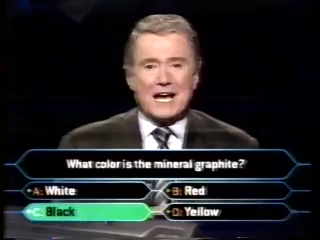 What color is the mineral graphite?
A: White
B: Red
C: Black
D: Yellow